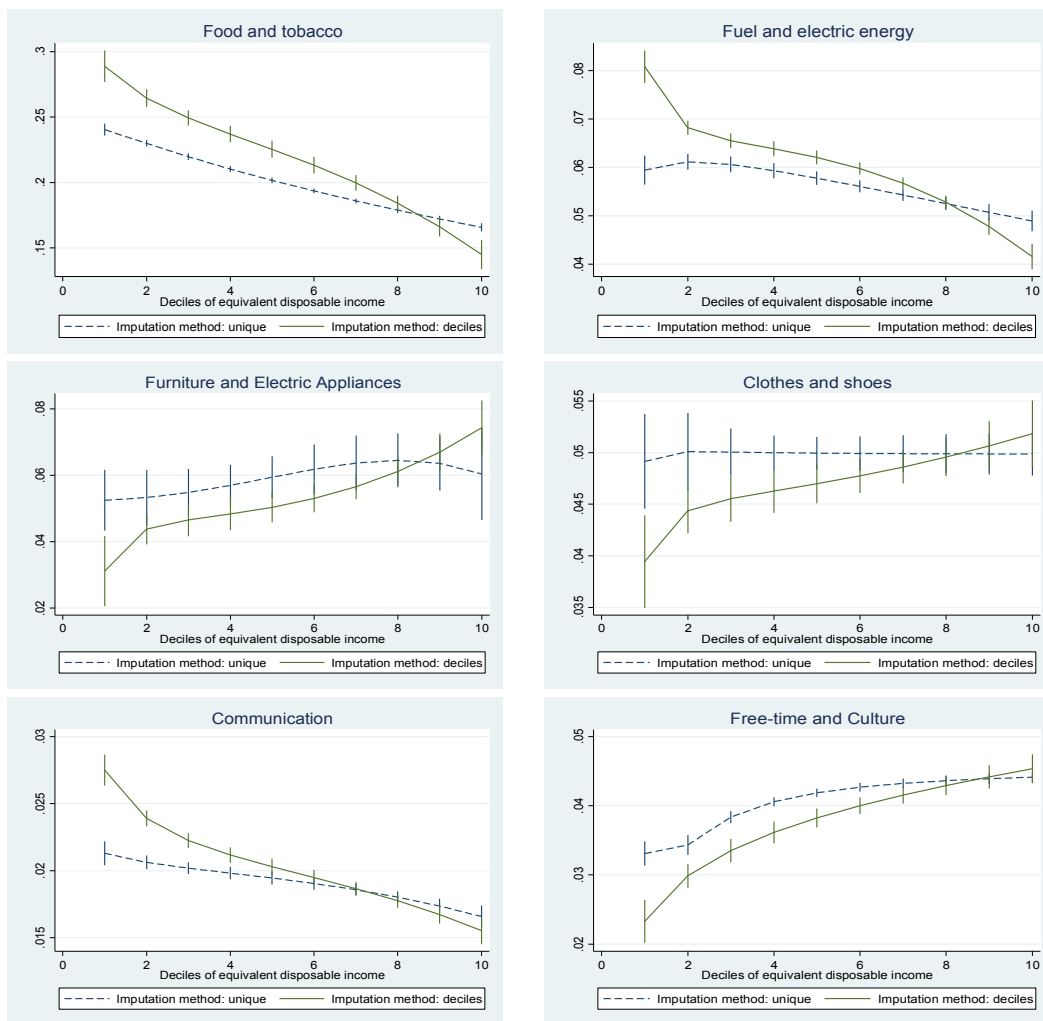 Food and tobacco
.3
.25
.2
.15
0 2 4 6 8 10
Deciles of equivalent disposable income
Imputation method: unique Imputation method: deciles
Fuel and electric energy
.08
.07
.06
.05
.04
0 2 4 6 8 10
Deciles of equivalent disposable income
Imputation method: unique Imputation method: deciles
Furniture and Electric Appliances
.08
.06
.04
.02
0 2 4 6 8 10
Deciles of equivalent disposable income
Imputation method: unique Imputation method: deciles
Clothes and shoes
.055
.05
.045
.04
.035
0 2 4 6 8 10
Deciles of equivalent disposable income
Imputation method: unique Imputation method: deciles
Communication
.03
.025
.02
.015
0 2 4 6 8 10
Deciles of equivalent disposable income
Imputation method: unique Imputation method: deciles
Free-time and Culture
.05
.04
.03
.02
0 2 4 6 8 10
Deciles of equivalent disposable income
Imputation method: unique Imputation method: deciles